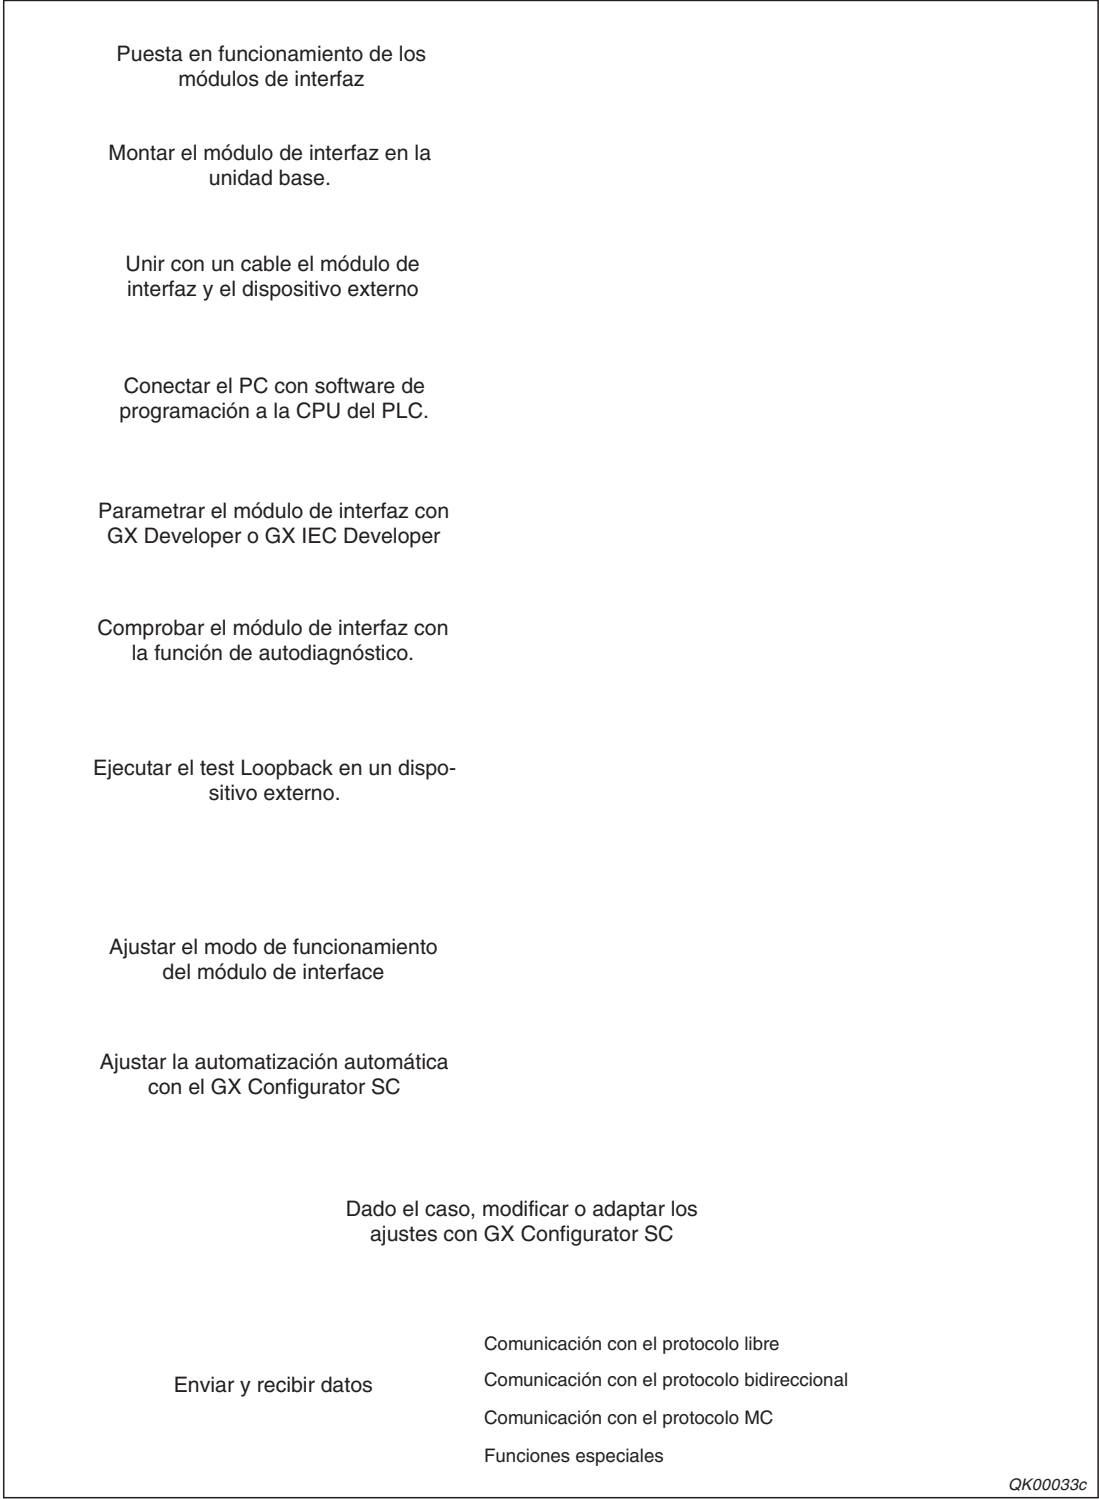 Puesta en funcionamiento de los
módulos de interfaz
Montar el módulo de interfaz en la
unidad base.
Unir con un cable el módulo de
interfaz y el dispositivo externo
Conectar el PC con software de
programación a la CPU del PLC.
Parametrar el módulo de interfaz con
GX Developer o GX IEC Developer
Comprobar el módulo de interfaz con
la función de autodiagnóstico.
Ejecutar el test Loopback en un dispo-
sitivo externo.
Ajustar el modo de funcionamiento
del módulo de interface
Ajustar la automatización automática
con el GX Configurator SC
Dado el caso, modificar o adaptar los
ajustes con GX Configurator SC
Enviar y recibir datos
Comunicación con el protocolo libre
Comunicación con el protocolo bidireccional
Comunicación con el protocolo MC
Funciones especiales
QK00033c